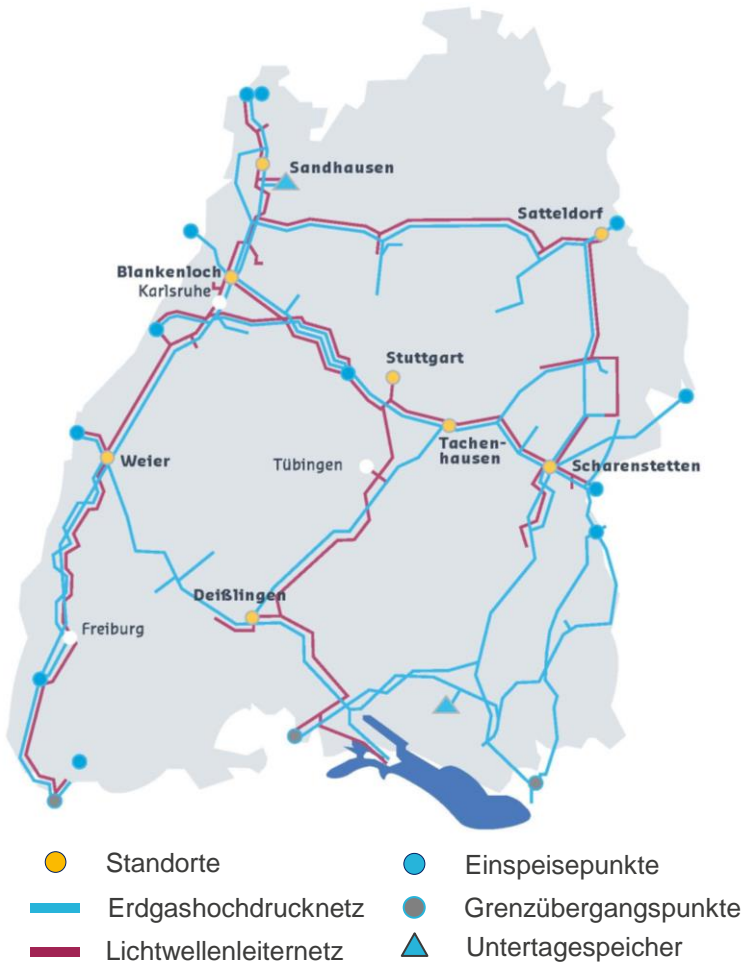 Sandhausen
Satteldorf
Blankenloch
Karlsruhe
Stuttgart
Tachen-
hausen
Weier
Tübingen
Scharenstetten
Deißlingen
Freiburg
Standorte
Einspeisepunkte
Erdgashochdrucknetz
Grenzübergangspunkte
Lichtwellenleiternetz
Untertagespeicher